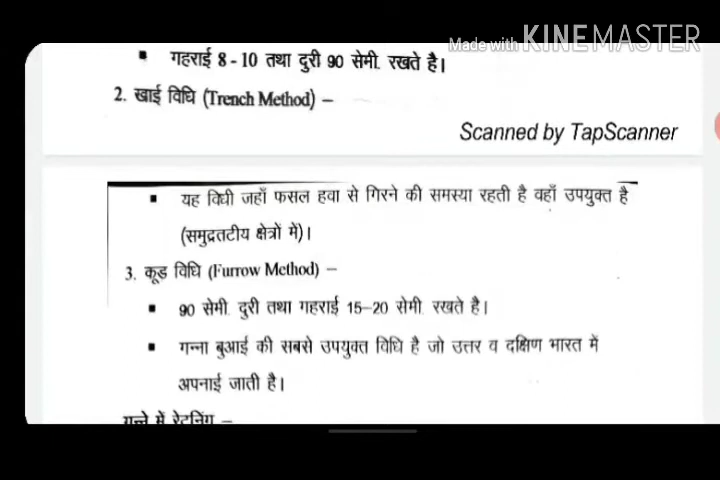 Made with KINEMASTER
▪ गहराई 8 - 10 तथा दुरी 90 सेमी. रखते है।
2. खाई विधि (Trench Method) –
Scanned by TapScanner
▪ यह विधी जहाँ फसल हवा से गिरने की समस्या रहती है वहाँ उपयुक्त है
(समुद्रतटीय क्षेत्रों में)।
3. कूड विधि (Furrow Method) –
▪ 90 सेमी. दुरी तथा गहराई 15–20 सेमी. रखते है।
▪ गन्ना बुआई की सबसे उपयुक्त विधि है जो उत्तर व दक्षिण भारत में
अपनाई जाती है।
गन्ने में रेटनिंग –